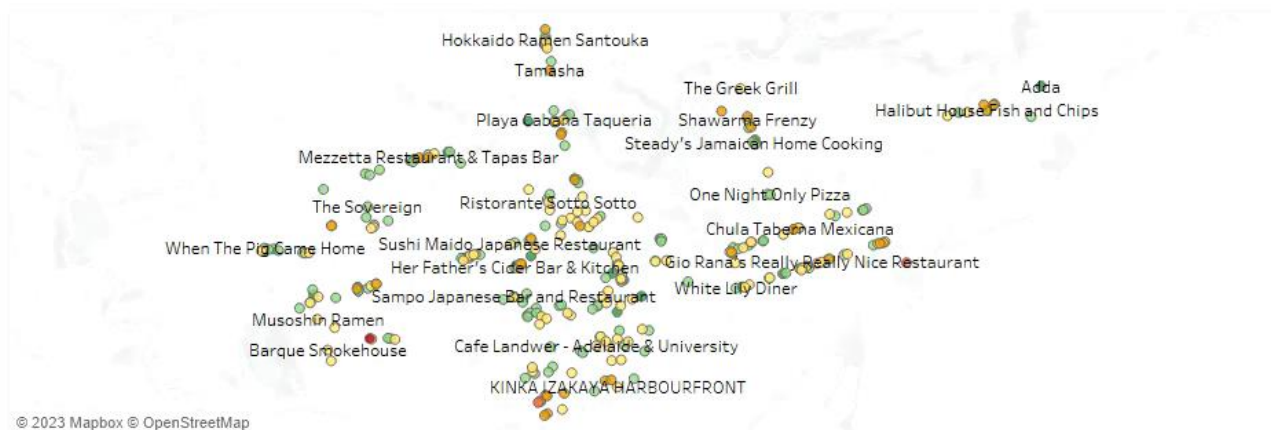 Hokkaido Ramen Santouka
Tamasha
The Greek Grill
Adda
Halibut House Fish and Chips
Playa Cabana Taqueria
Shawarma Frenzy
Steady's Jamaican Home Cooking
Mezzetta Restaurant & Tapas Bar
One Night Only Pizza
Ristorante Sotto Sotto
The Sovereign
Chula Taberna Mexicana
When The Pig Came Home
Sushi Maido Japanese Restaurant
Gio Rana's Really Really Nice Restaurant
Her Father's Cider Bar & Kitchen
White Lily Diner
Sampo Japanese Bar and Restaurant
Musoshin Ramen
Cafe Landwer - Adelaide & University
Barque Smokehouse
KINKA IZAKAYA HARBOURFRONT
© 2023 Mapbox © OpenStreetMap